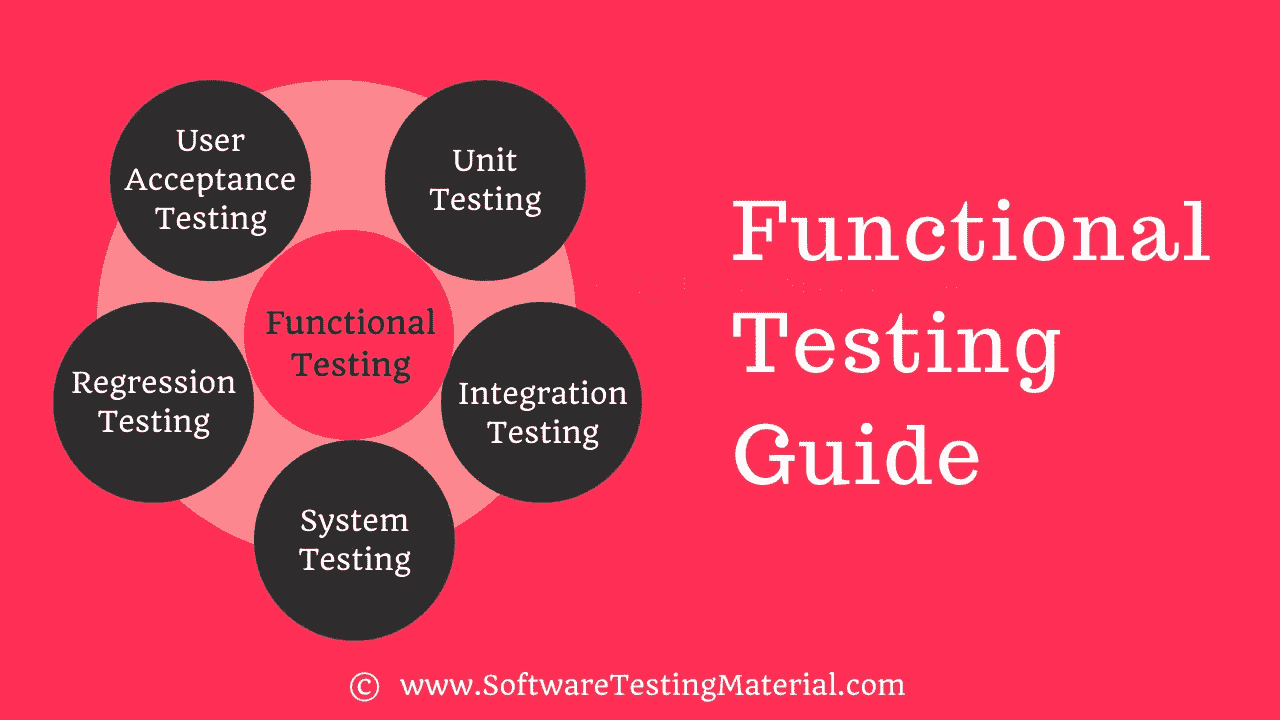 User
Acceptance
Testing
Unit
Testing
Functional
Testing
Regression
Testing
Integration
Testing
System
Testing
Functional
Testing
Guide
© www.SoftwareTestingMaterial.com